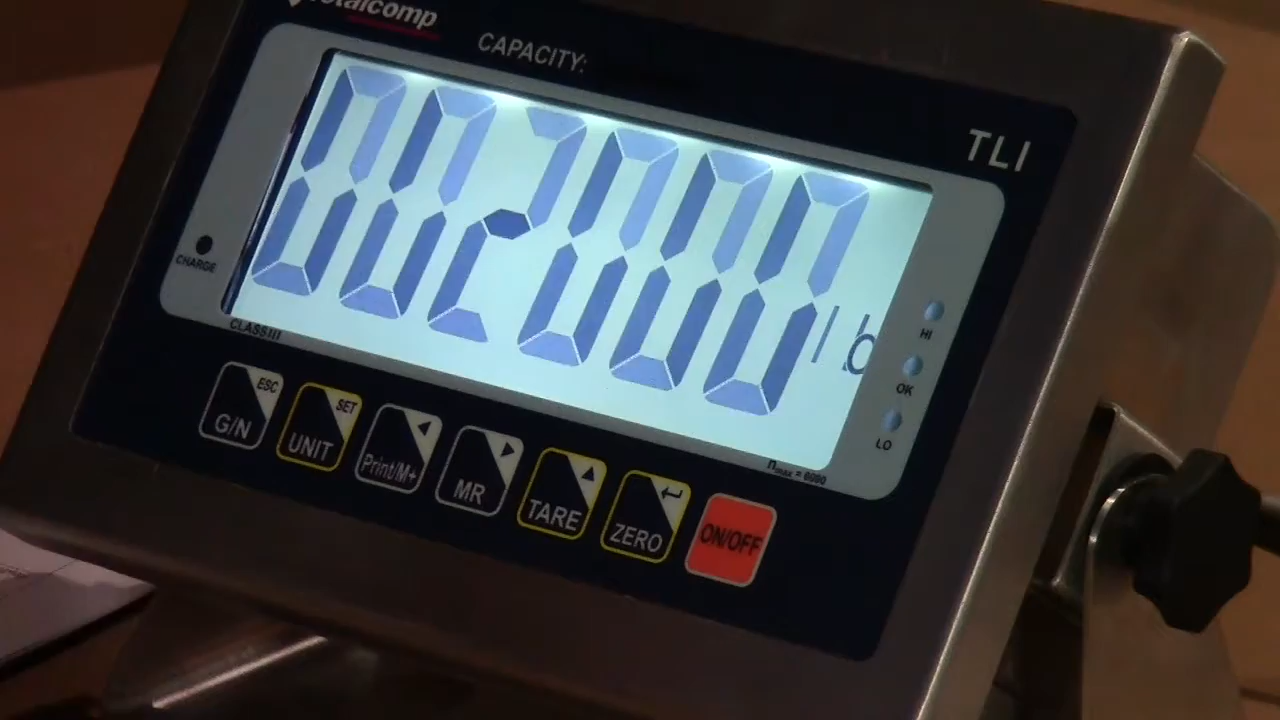 Totalcomp
CAPACITY:
TLI
002000 lb
CHARGE
HI
OK
LO
CLASS III
n max = 6000
ESC G/N
SET UNIT
Print/M+
MR
TARE
ZERO
ON/OFF